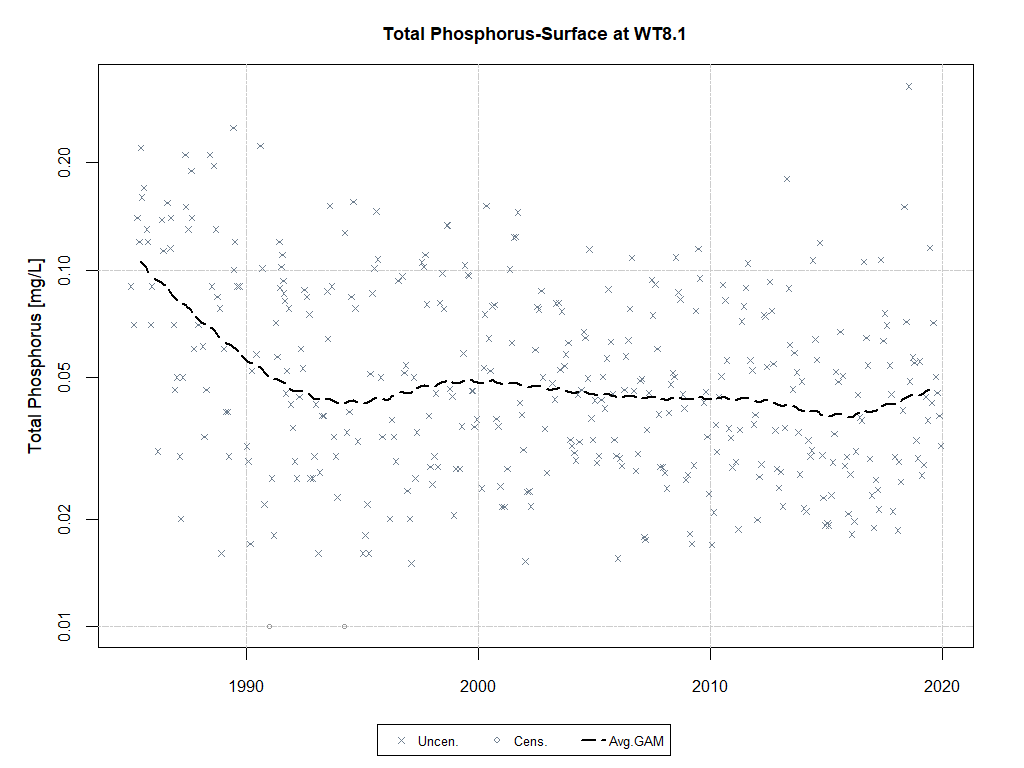 Total Phosphorus-Surface at WT8.1
Total Phosphorus [mg/L]
0.20
0.10
0.05
0.02
0.01
1990
2000
2010
2020
Uncen.
Cens.
Avg.GAM